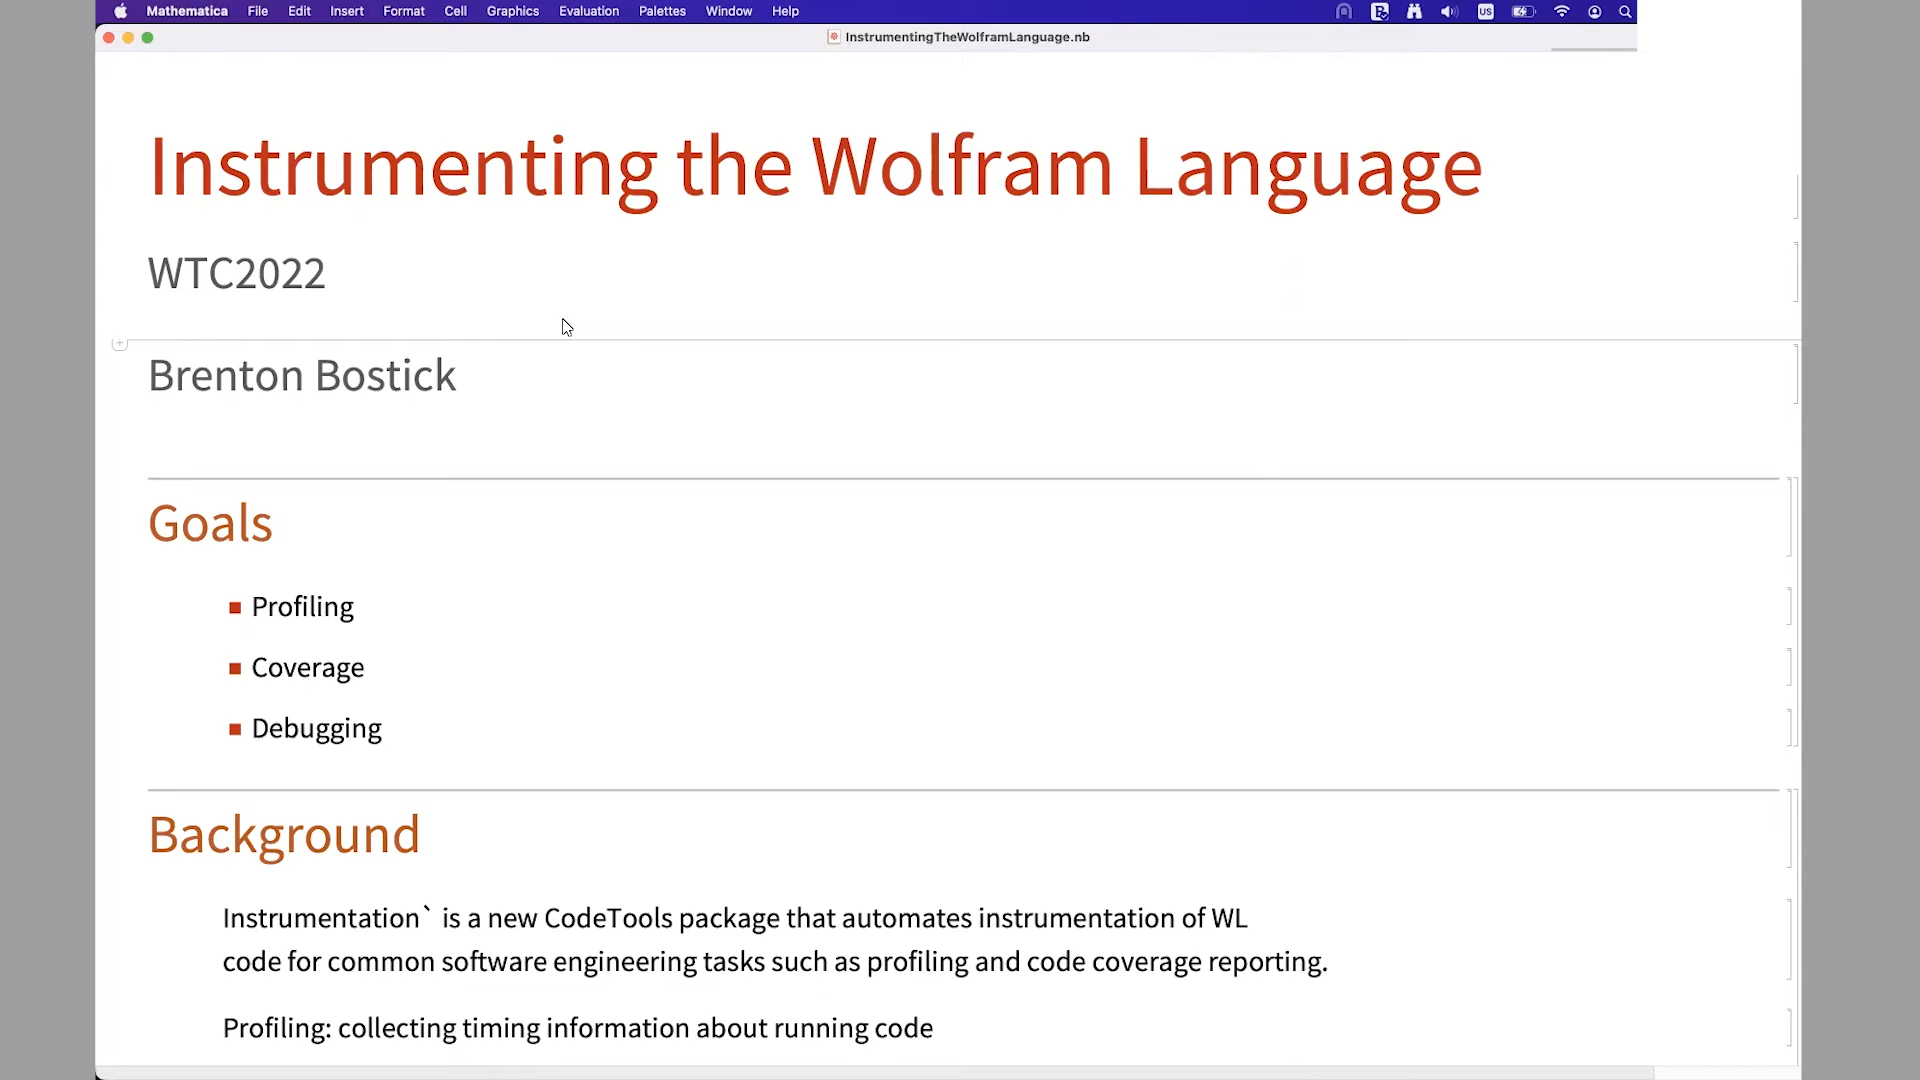 Mathematica File Edit Insert Format Cell Graphics Evaluation Palettes Window Help US
InstrumentingTheWolframLanguage.nb
Instrumenting the Wolfram Language
WTC2022
Brenton Bostick
Goals
Profiling
Coverage
Debugging
Background
Instrumentation` is a new CodeTools package that automates instrumentation of WL
code for common software engineering tasks such as profiling and code coverage reporting.
Profiling: collecting timing information about running code